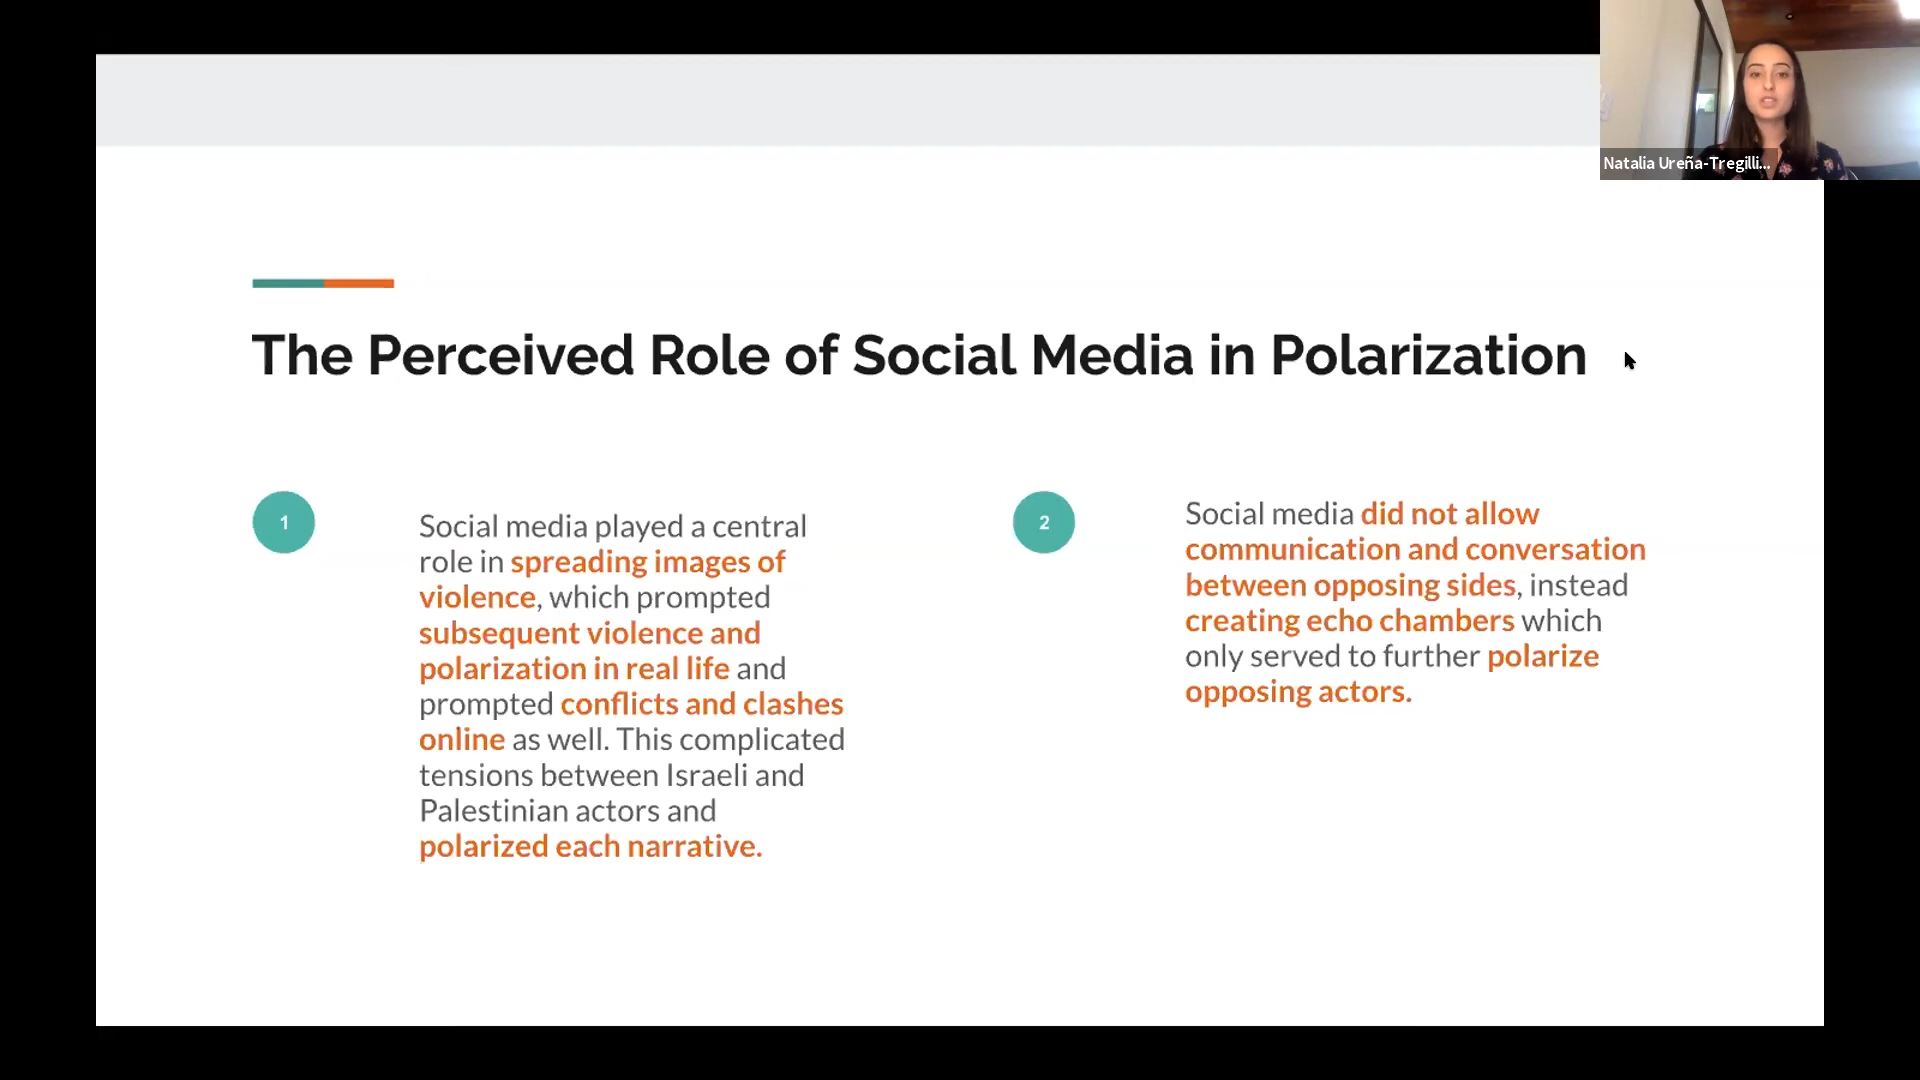 Natalia Ureña-Tregilli...
The Perceived Role of Social Media in Polarization
1
Social media played a central
role in spreading images of
violence, which prompted
subsequent violence and
polarization in real life and
prompted conflicts and clashes
online as well. This complicated
tensions between Israeli and
Palestinian actors and
polarized each narrative.
2
Social media did not allow
communication and conversation
between opposing sides, instead
creating echo chambers which
only served to further polarize
opposing actors.